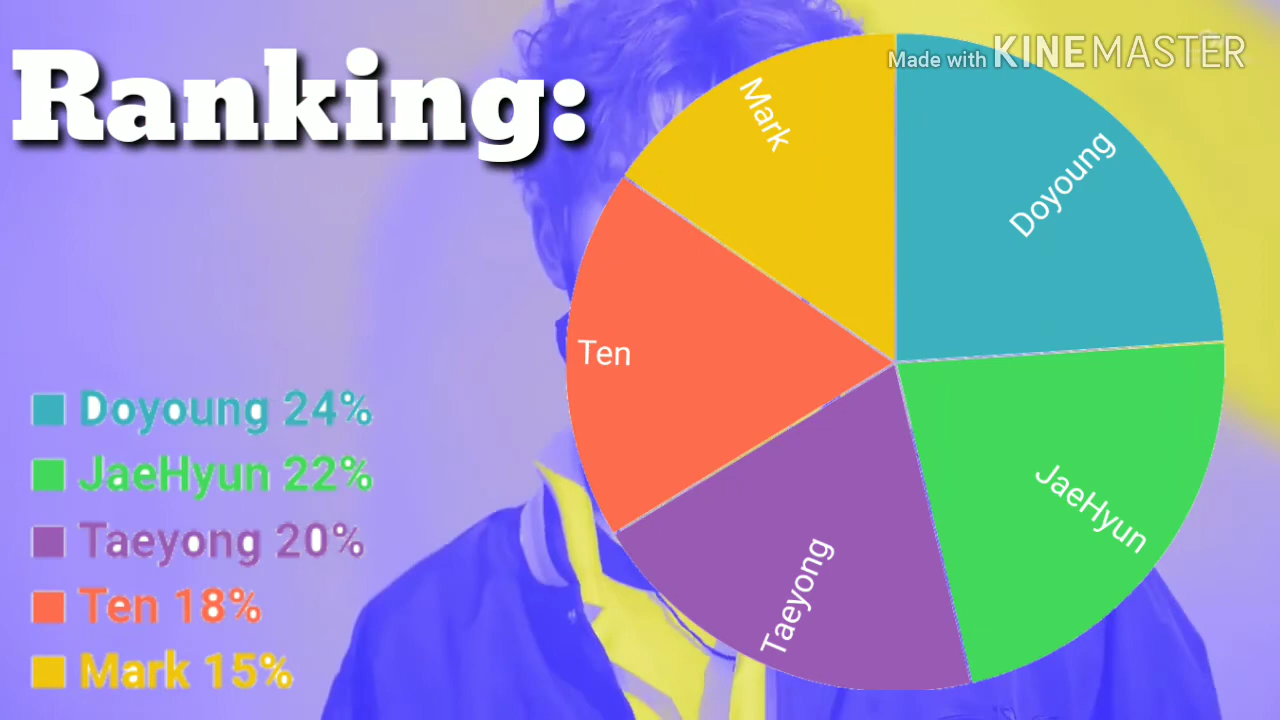 Ranking:
Made with KINEMASTER
Mark
Doyoung
Ten
JaeHyun
Taeyong
Doyoung 24%
JaeHyun 22%
Taeyong 20%
Ten 18%
Mark 15%